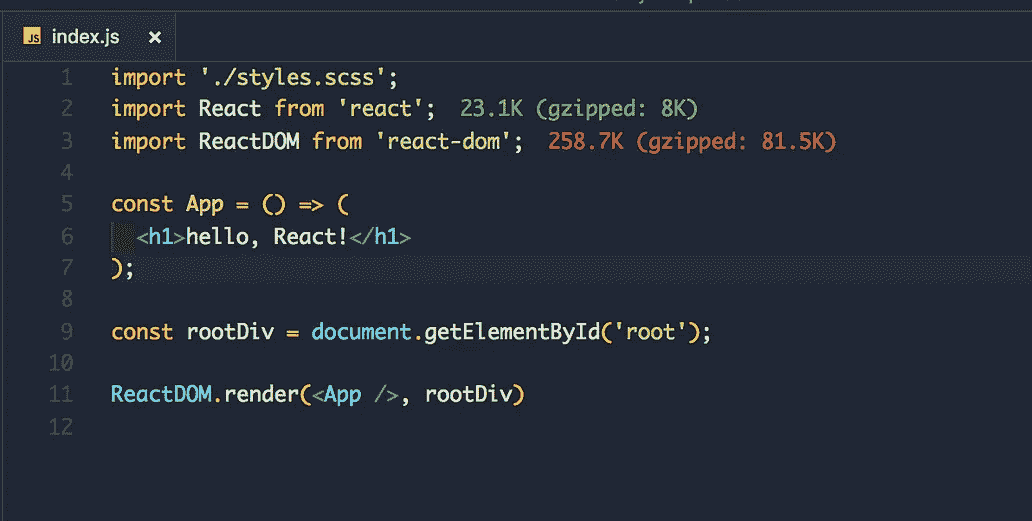 JS index.js ×
1 import './styles.scss';
2 import React from 'react'; 23.1K (gzipped: 8K)
3 import ReactDOM from 'react-dom'; 258.7K (gzipped: 81.5K)
4
5 const App = () => (
6   <h1>hello, React!</h1>
7 );
8
9 const rootDiv = document.getElementById('root');
10
11 ReactDOM.render(<App />, rootDiv)
12